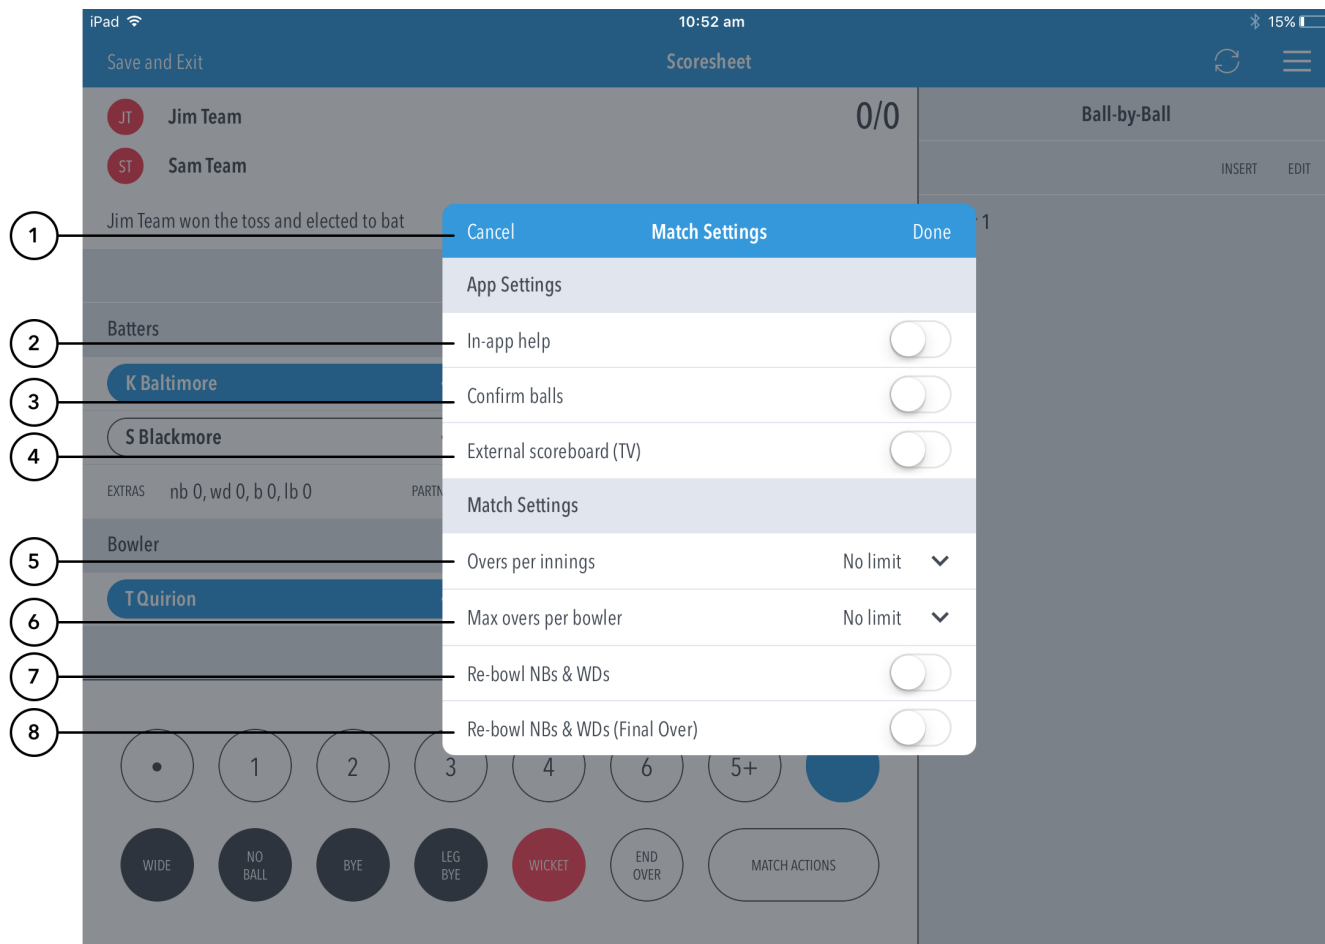 iPad 10:52 am 15%
Save and Exit Scoresheet
JT Jim Team 0/0 Ball-by-Ball
ST Sam Team INSERT EDIT
Jim Team won the toss and elected to bat 1
1 Cancel Match Settings Done
App Settings
Batters
2 In-app help
K Baltimore
3 Confirm balls
S Blackmore
4 External scoreboard (TV)
EXTRAS nb 0, wd 0, b 0, lb 0 PARTN
Match Settings
Bowler
5 Overs per innings No limit
T Quirion
6 Max overs per bowler No limit
7 Re-bowl NBs & WDs
8 Re-bowl NBs & WDs (Final Over)
• 1 2 3 4 6 5+
WIDE NO BALL BYE LEG BYE WICKET END OVER MATCH ACTIONS